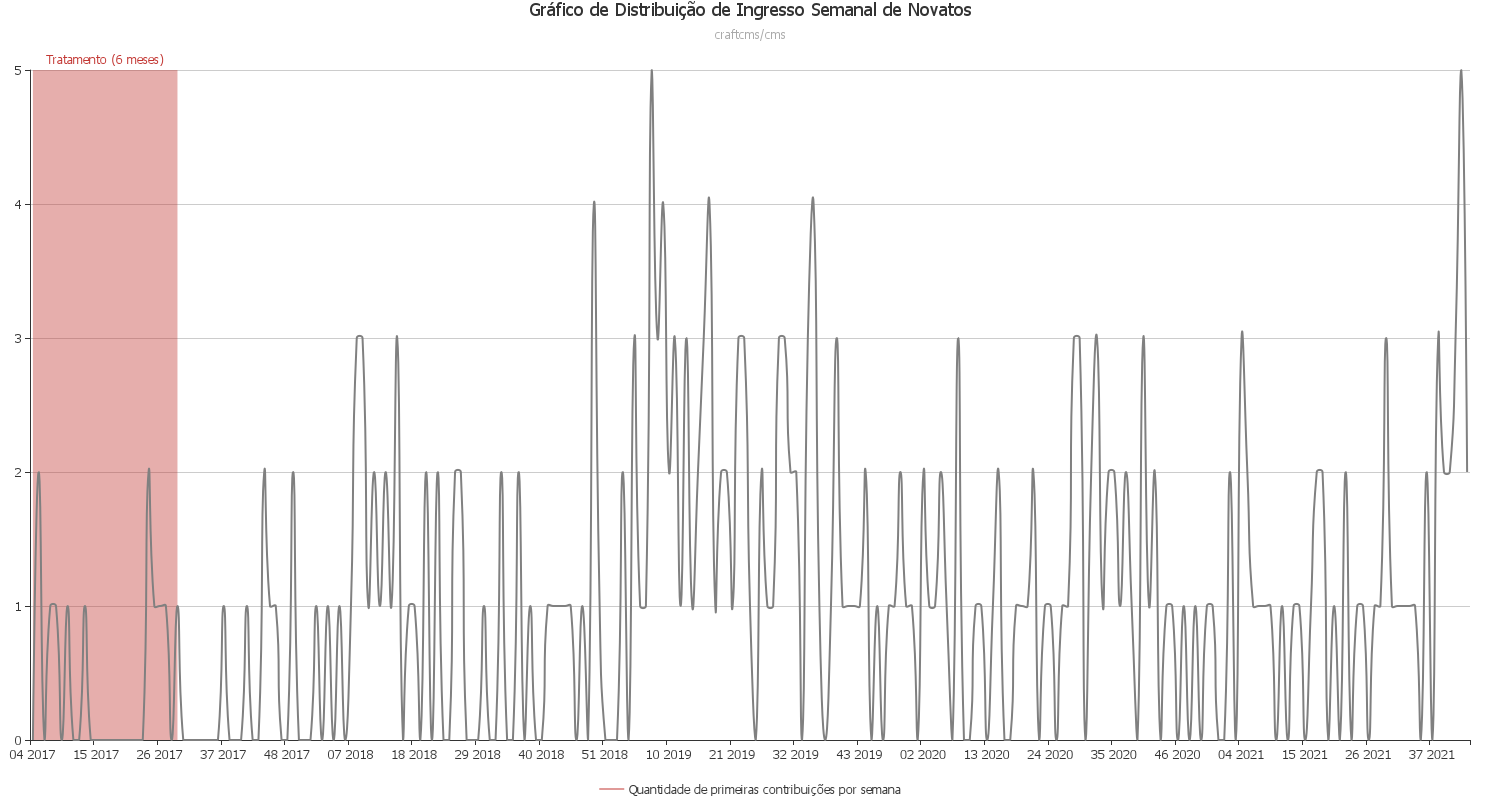 Gráfico de Distribuição de Ingresso Semanal de Novatos
craftcms/cms
Tratamento (6 meses)
5
4
3
2
1
0
04 2017 15 2017 26 2017 37 2017 48 2017 07 2018 18 2018 29 2018 40 2018 51 2018 10 2019 21 2019 32 2019 43 2019 02 2020 13 2020 24 2020 35 2020 46 2020 04 2021 15 2021 26 2021 37 2021
Quantidade de primeiras contribuições por semana